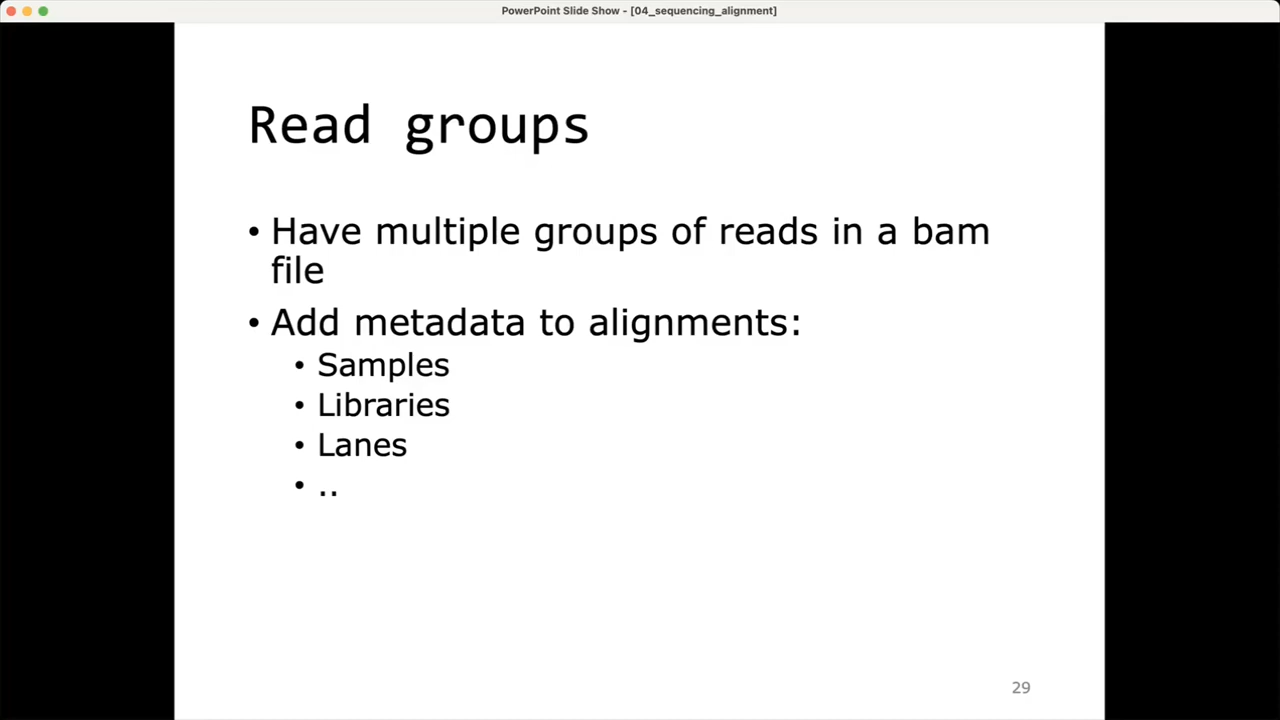 PowerPoint Slide Show - [04_sequencing_alignment]
Read groups
• Have multiple groups of reads in a bam
file
• Add metadata to alignments:
• Samples
• Libraries
• Lanes
• ..
29